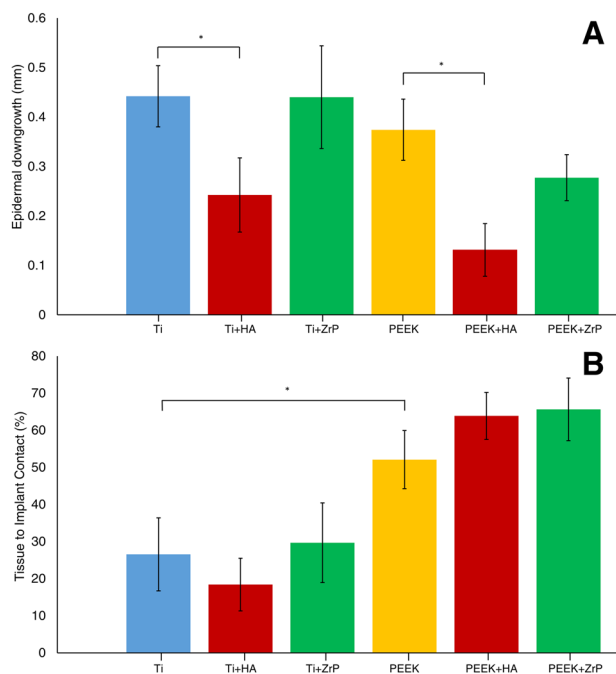 A
Epidermal downgrowth (mm)
0.6
0.5
0.4
0.3
0.2
0.1
0
*
*
Ti
Ti+HA
Ti+ZrP
PEEK
PEEK+HA
PEEK+ZrP
B
Tissue to Implant Contact (%)
80
70
60
50
40
30
20
10
0
*
Ti
Ti+HA
Ti+ZrP
PEEK
PEEK+HA
PEEK+ZrP